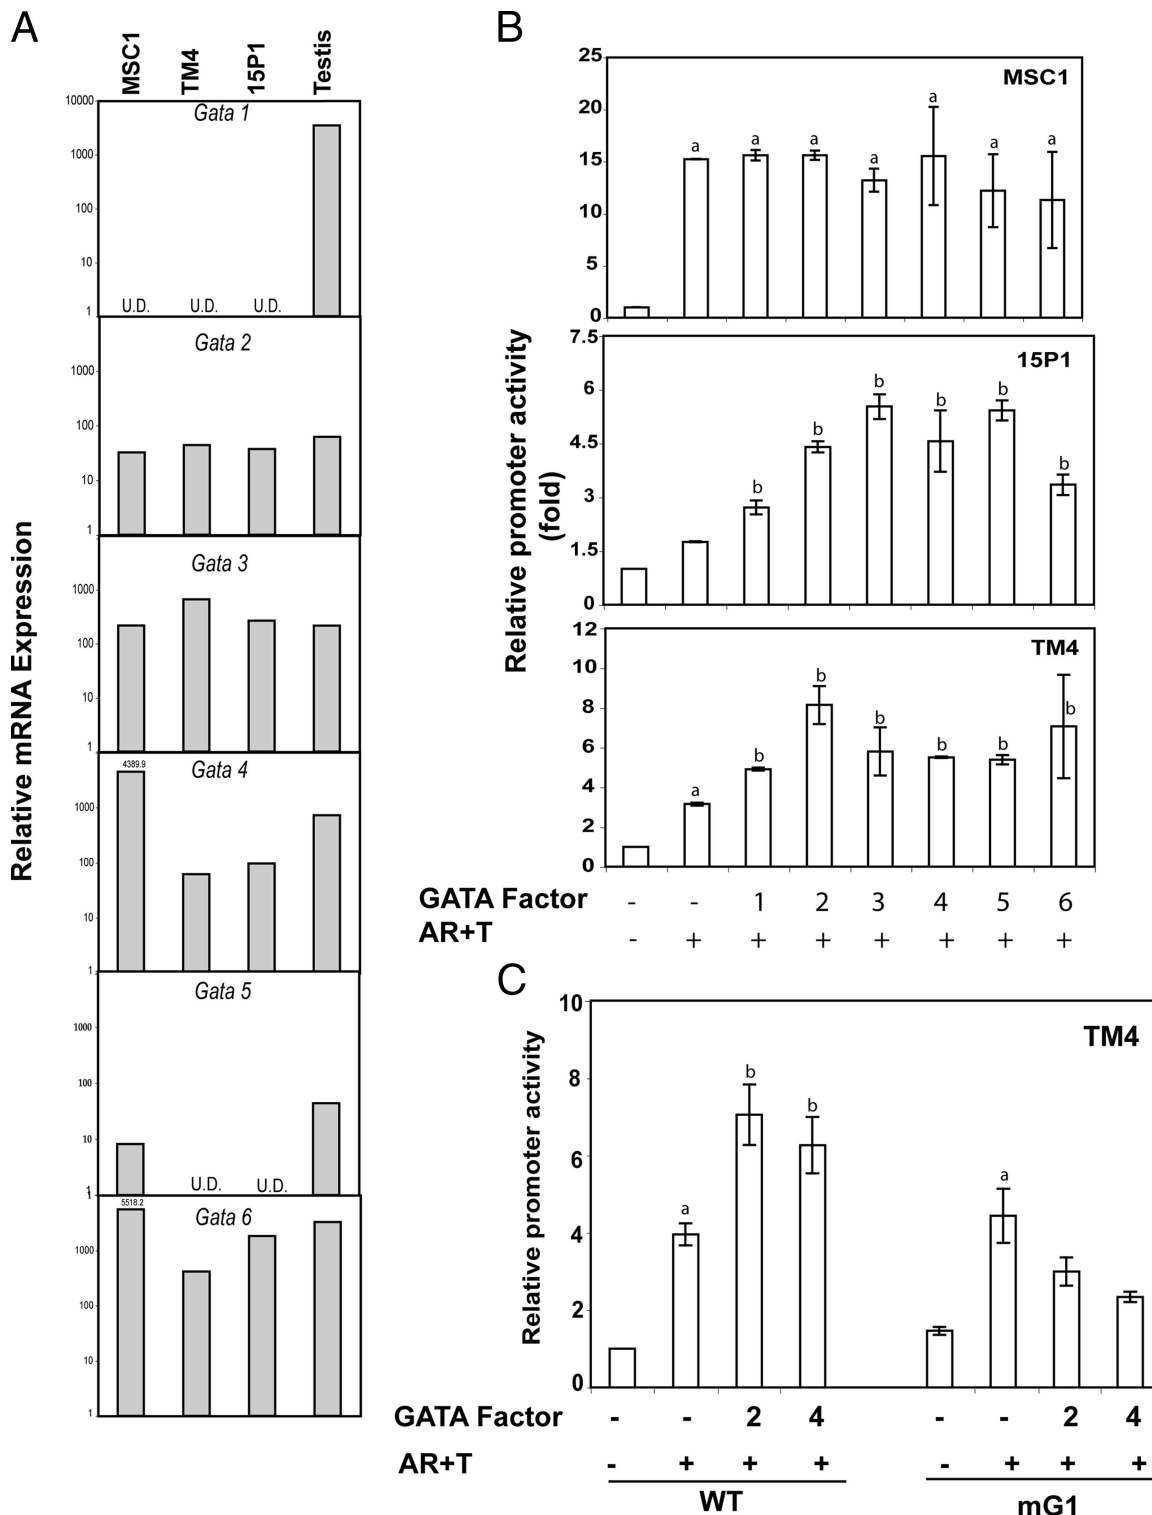 A
MSC1
TM4
15P1
Testis
Relative mRNA Expression
Gata 1
10000
1000
100
10
1
U.D.
U.D.
U.D.
Gata 2
1000
100
10
1
Gata 3
1000
100
10
1
Gata 4
4389.9
1000
100
10
1
Gata 5
1000
100
10
1
U.D.
U.D.
Gata 6
1
5518.2
1000
100
10
1
B
Relative promoter activity
(fold)
MSC1
25
20
15
10
5
0
a a a a a a a
15P1
7.5
6
4.5
3
1.5
0
b b b b b b
TM4
12
10
8
6
4
2
0
a b b b b b b
GATA Factor - - 1 2 3 4 5 6
AR+T - + + + + + + +
C
Relative promoter activity
TM4
10
8
6
4
2
0
a b b a
GATA Factor - - 2 4 - - 2 4
AR+T - + + + - + + +
WT mG1